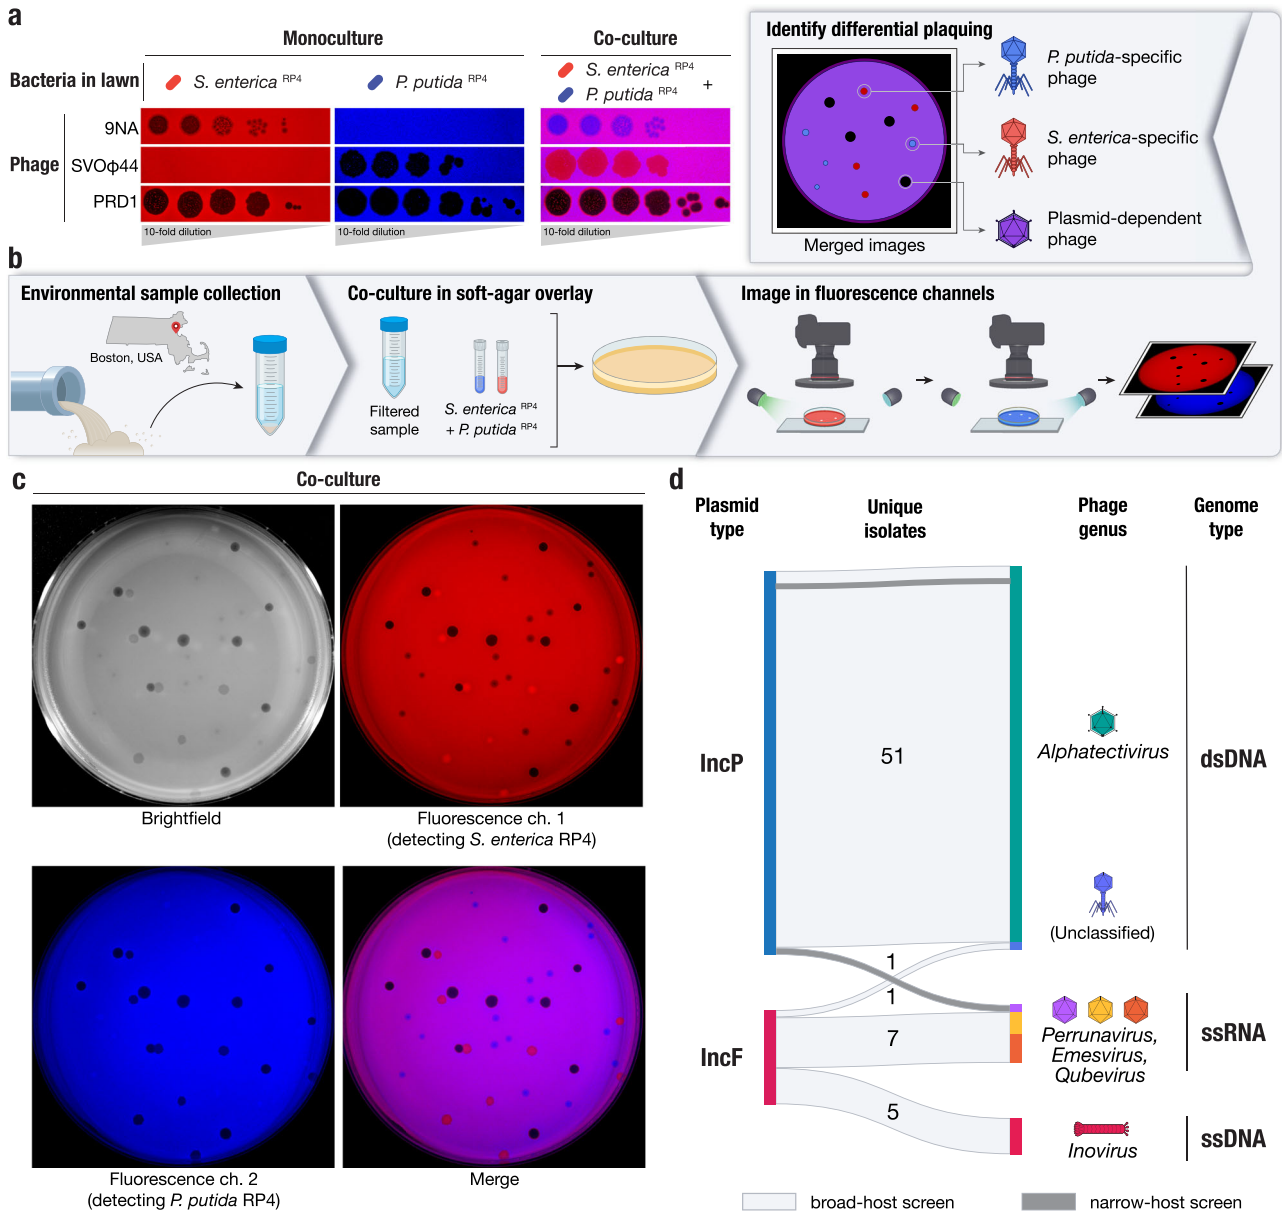 a
Monoculture
Co-culture
Bacteria in lawn
S. enterica RP4
P. putida RP4
S. enterica RP4
+
P. putida RP4
Phage
9NA
SVOϕ44
PRD1
10-fold dilution
10-fold dilution
10-fold dilution
Identify differential plaquing
P. putida-specific
phage
S. enterica-specific
phage
Plasmid-dependent
phage
Merged images
b
Environmental sample collection
Boston, USA
Co-culture in soft-agar overlay
Filtered
sample
S. enterica RP4
+ P. putida RP4
Image in fluorescence channels
c
Co-culture
Brightfield
Fluorescence ch. 1
(detecting S. enterica RP4)
Fluorescence ch. 2
(detecting P. putida RP4)
Merge
d
Plasmid
type
Unique
isolates
Phage
genus
Genome
type
IncP
51
Alphatectivirus
dsDNA
(Unclassified)
1
1
IncF
7
Perrunavirus,
Emesvirus,
Qubevirus
ssRNA
5
Inovirus
ssDNA
broad-host screen
narrow-host screen